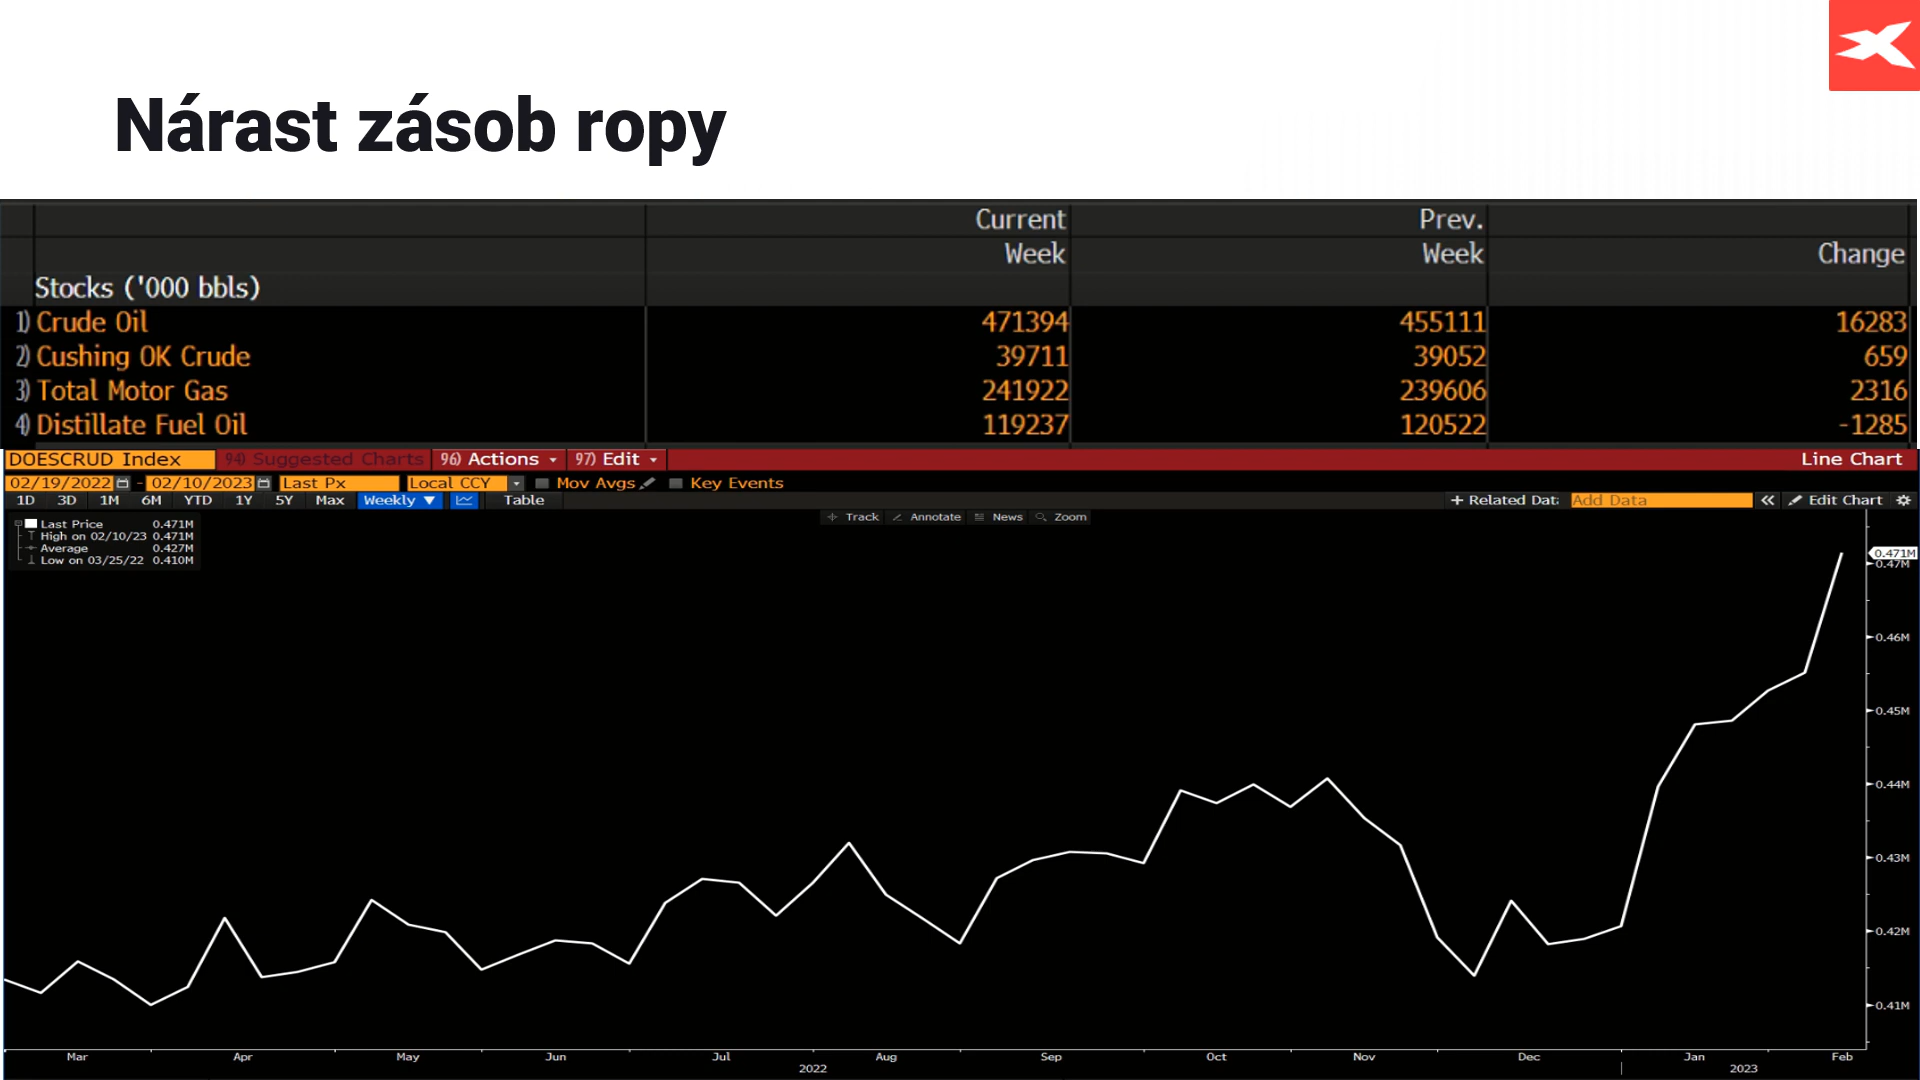 Nárast zásob ropy
Current Prev.
Week Week Change
Stocks ('000 bbls)
1) Crude Oil 471394 455111 16283
2) Cushing OK Crude 39711 39052 659
3) Total Motor Gas 241922 239606 2316
4) Distillate Fuel Oil 119237 120522 -1285
DOESCRUD Index 94) Suggested Charts 96) Actions 97) Edit Line Chart
02/19/2022 - 02/10/2023 Last Px Local CCY Mov Avgs Key Events
1D 3D 1M 6M YTD 1Y 5Y Max Weekly ▼ Table + Related Dat Add Data « Edit Chart
Track Annotate News Zoom
Last Price 0.471M
High on 02/10/23 0.471M
Average 0.427M
Low on 03/25/22 0.410M
0.471M
0.47M
0.46M
0.45M
0.44M
0.43M
0.42M
0.41M
Mar Apr May Jun Jul Aug Sep Oct Nov Dec Jan Feb
2022 2023